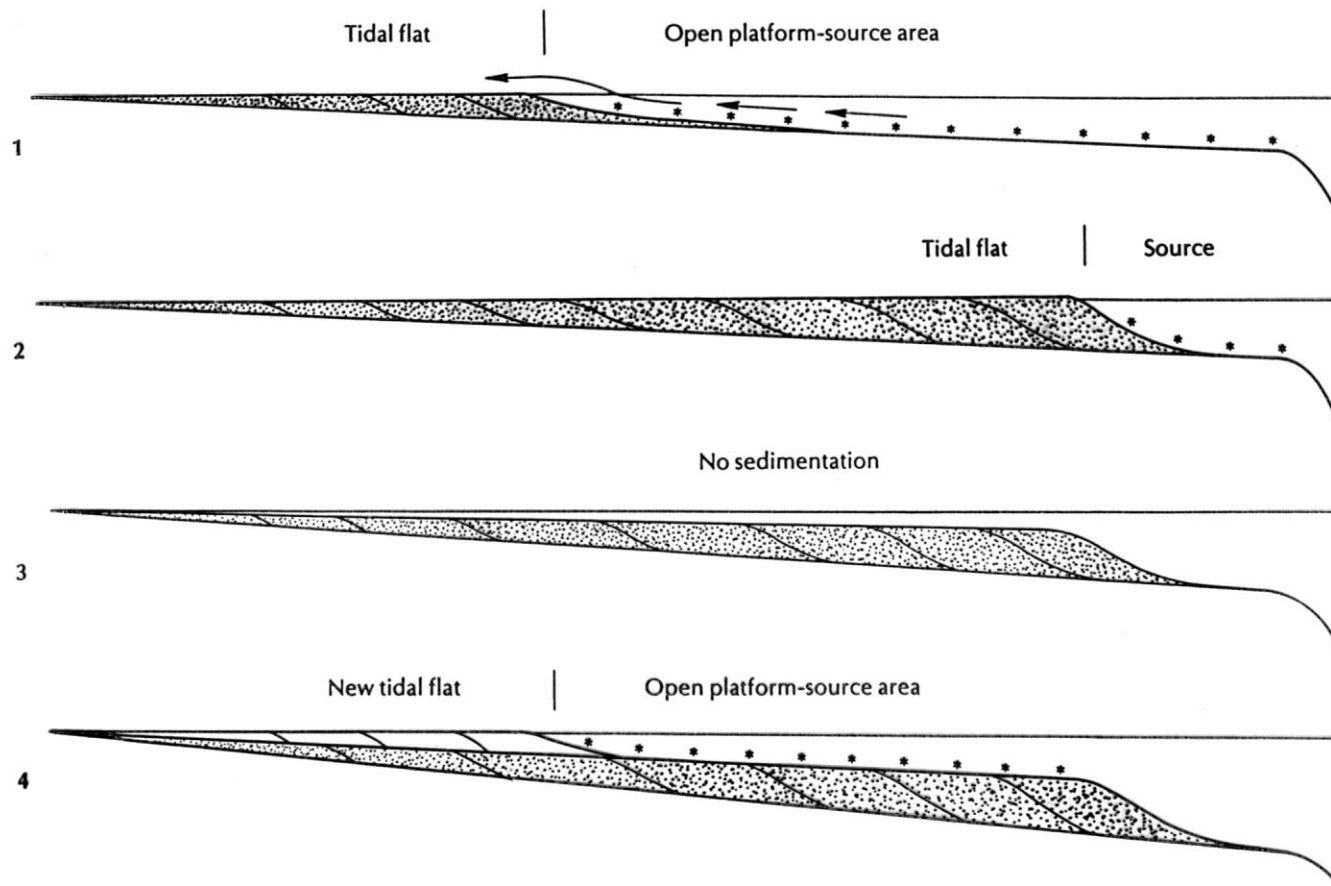 Tidal flat | Open platform-source area
1
Tidal flat | Source
2
No sedimentation
3
New tidal flat | Open platform-source area
4